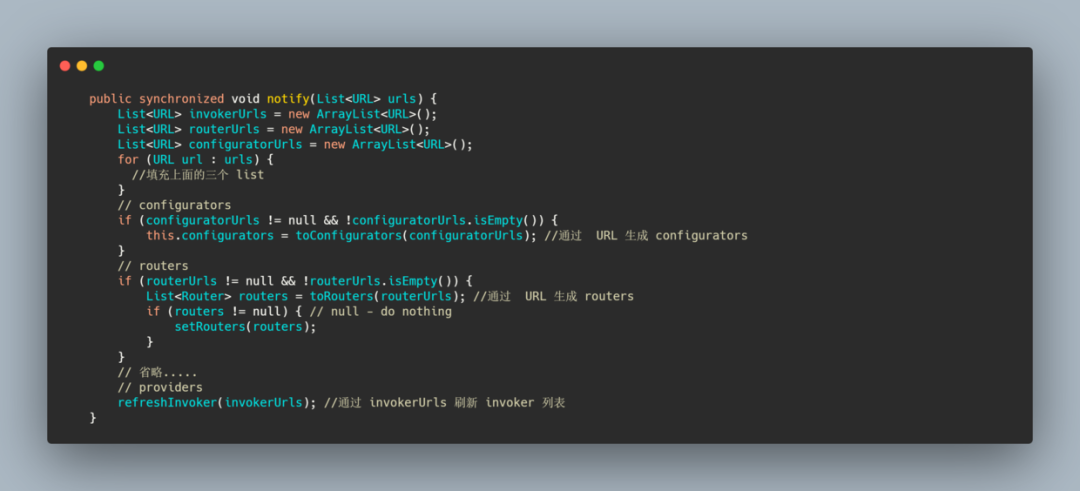 public synchronized void notify(List<URL> urls) {
    List<URL> invokerUrls = new ArrayList<URL>();
    List<URL> routerUrls = new ArrayList<URL>();
    List<URL> configuratorUrls = new ArrayList<URL>();
    for (URL url : urls) {
      //填充上面的三个 list
    }
    // configurators
    if (configuratorUrls != null && !configuratorUrls.isEmpty()) {
        this.configurators = toConfigurators(configuratorUrls); //通过  URL 生成 configurators
    }
    // routers
    if (routerUrls != null && !routerUrls.isEmpty()) {
        List<Router> routers = toRouters(routerUrls); //通过  URL 生成 routers
        if (routers != null) { // null - do nothing
            setRouters(routers);
        }
    }
    // 省略.....
    // providers
    refreshInvoker(invokerUrls); //通过 invokerUrls 刷新 invoker 列表
}